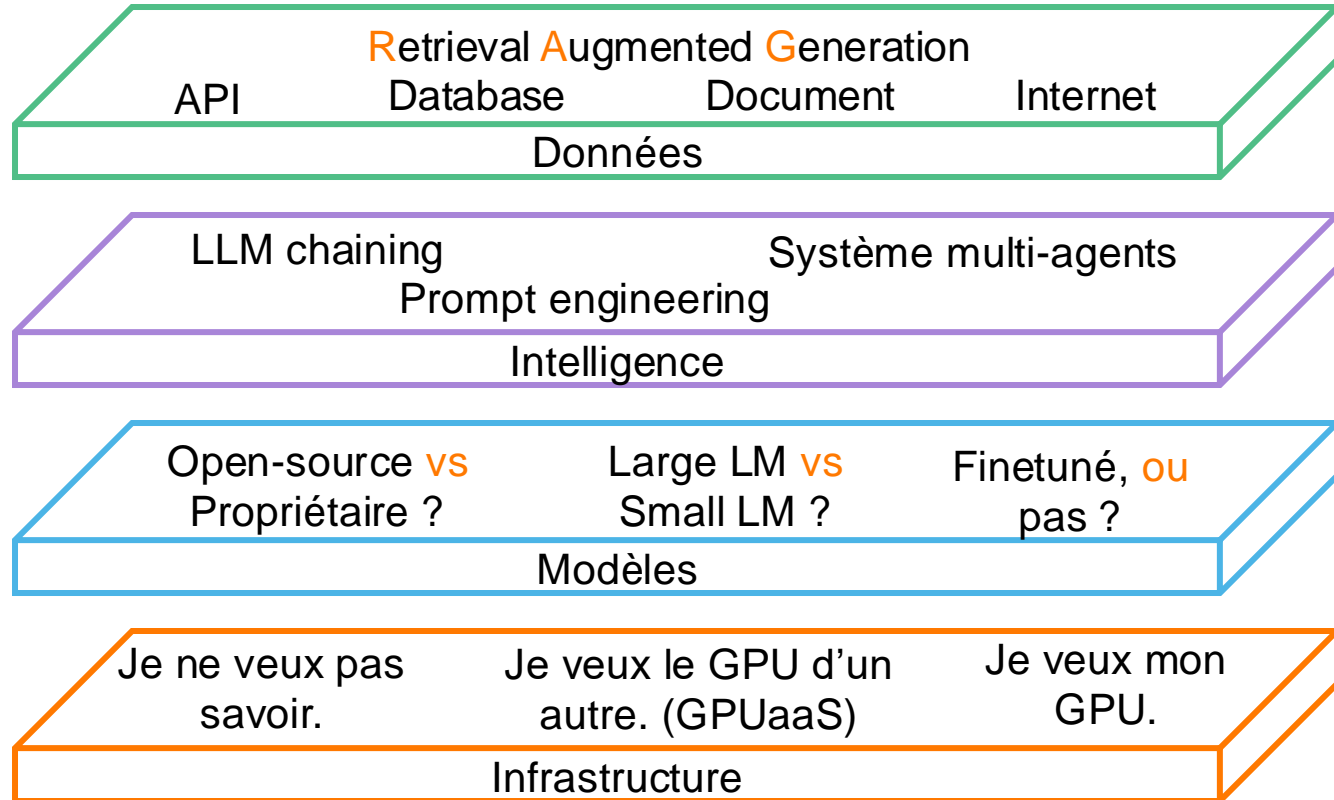 Retrieval Augmented Generation
API Database Document Internet
Données
LLM chaining Système multi-agents
Prompt engineering
Intelligence
Open-source vs
Propriétaire ?
Large LM vs
Small LM ?
Finetuné, ou
pas ?
Modèles
Je ne veux pas
savoir.
Je veux le GPU d’un
autre. (GPUaaS)
Je veux mon
GPU.
Infrastructure